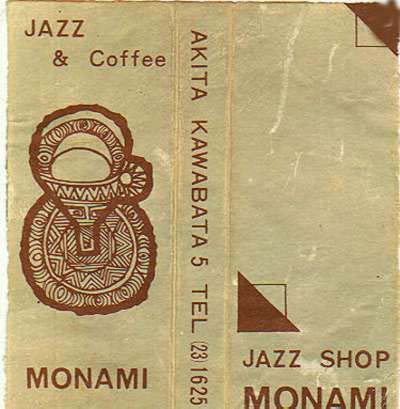 JAZZ
& Coffee
MONAMI
AKITA KAWABATA 5 TEL (23) 1625
JAZZ SHOP
MONAMI